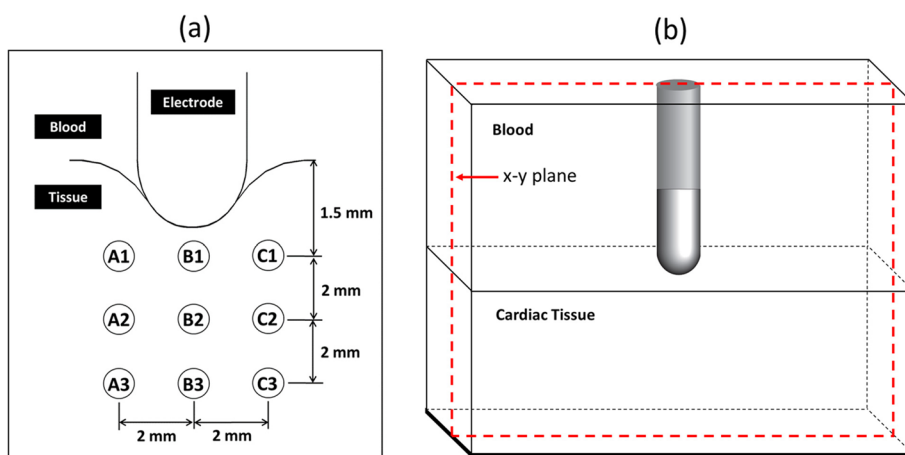 (a)
Electrode
Blood
Tissue
1.5 mm
A1 B1 C1
2 mm
A2 B2 C2
2 mm
A3 B3 C3
2 mm 2 mm
(b)
Blood
x-y plane
Cardiac Tissue